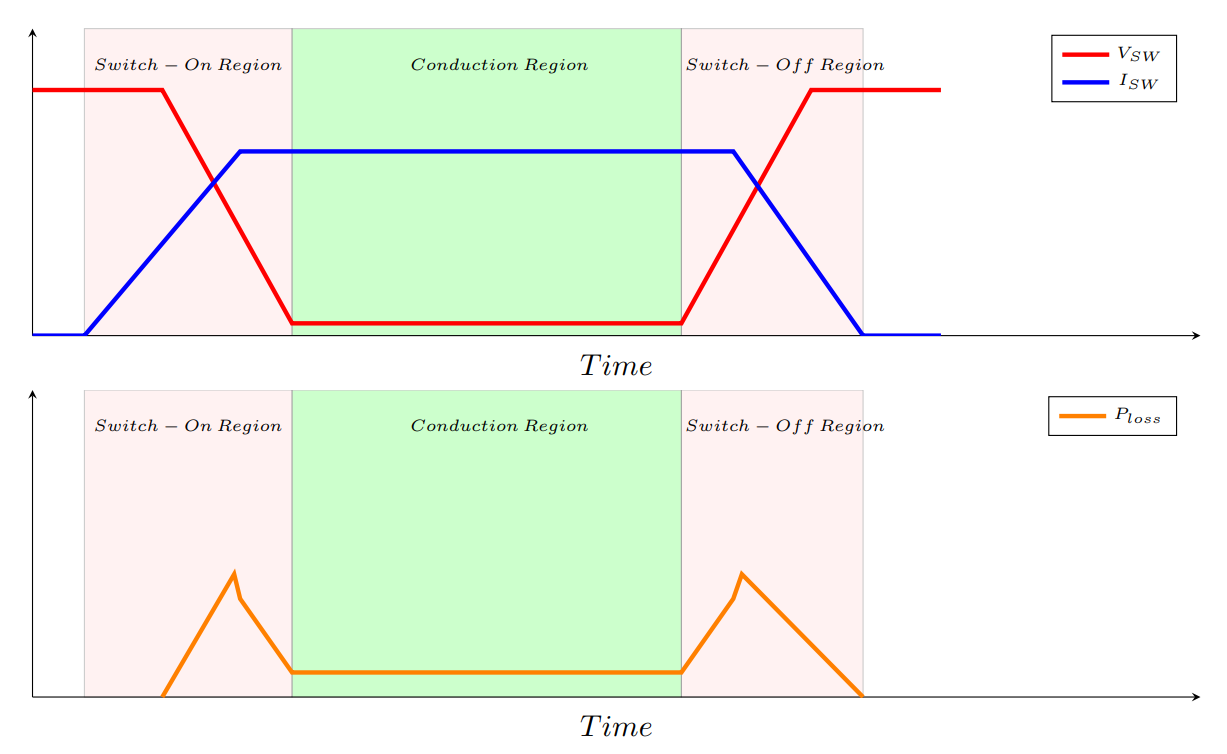 Switch − On Region
Conduction Region
Switch − Off Region
V_SW
I_SW
Time
Switch − On Region
Conduction Region
Switch − Off Region
P_loss
Time